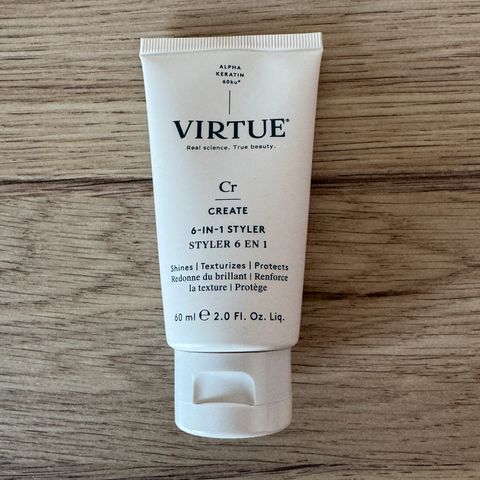 ALPHA
KERATIN
60ku®
VIRTUE®
Real science. True beauty.
Cr
CREATE
6-IN-1 STYLER
STYLER 6 EN 1
Shines | Texturizes | Protects
Redonne du brillant | Renforce
la texture | Protège
60 ml ℮ 2.0 Fl. Oz. Liq.